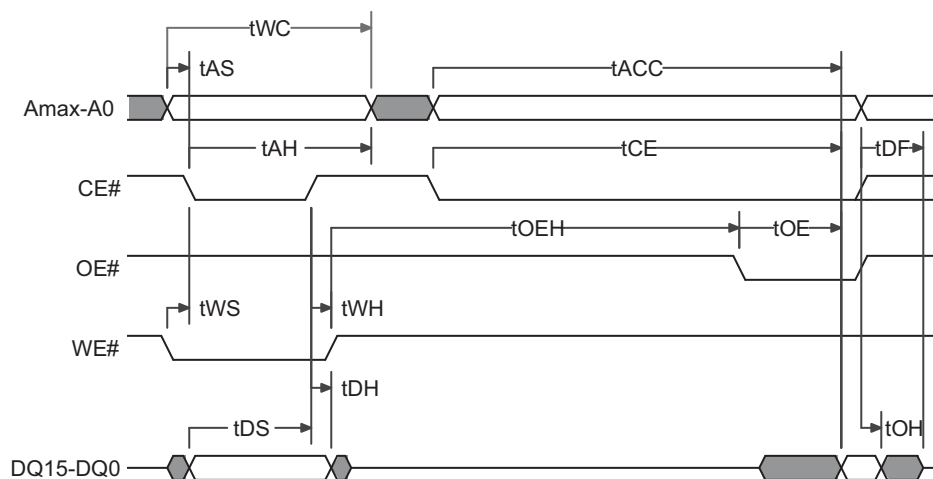 tWC
tAS
tACC
Amax-A0
tAH
tCE
tDF
CE#
tOEH
tOE
OE#
tWS
tWH
WE#
tDH
tDS
tOH
DQ15-DQ0